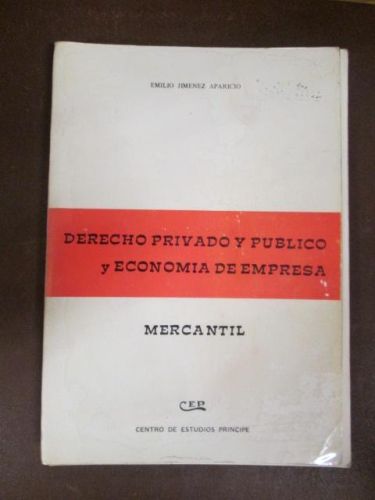 EMILIO JIMENEZ APARICIO
DERECHO PRIVADO Y PUBLICO
y ECONOMIA DE EMPRESA
MERCANTIL
CEP
CENTRO DE ESTUDIOS PRINCIPE